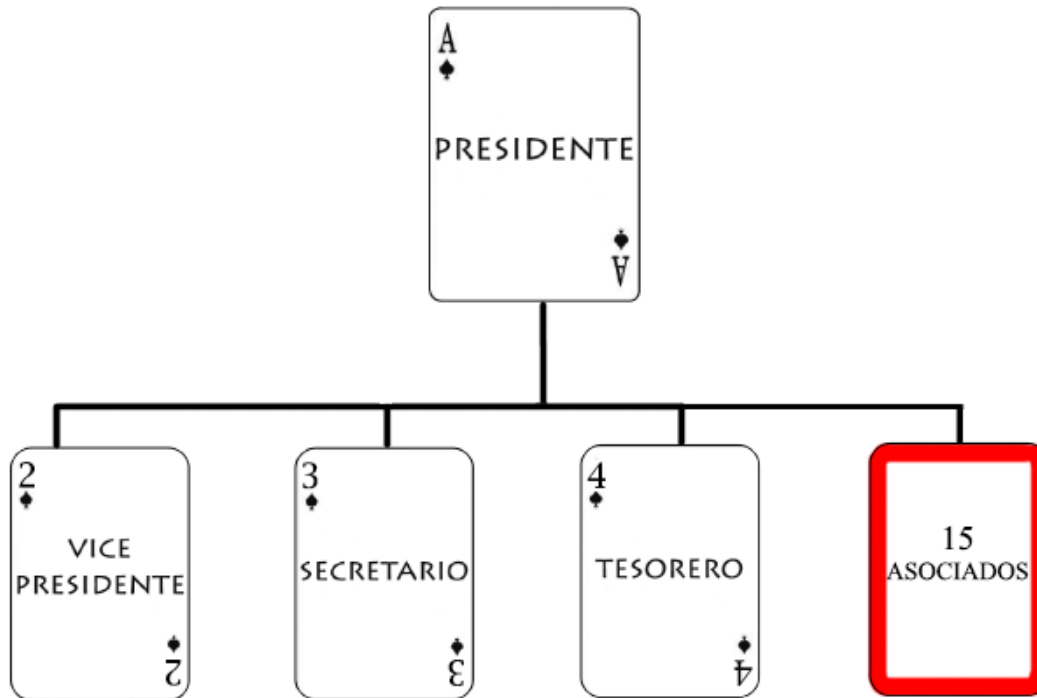 A
PRESIDENTE
A
2
VICE
PRESIDENTE
2
3
SECRETARIO
3
4
TESORERO
4
15
ASOCIADOS